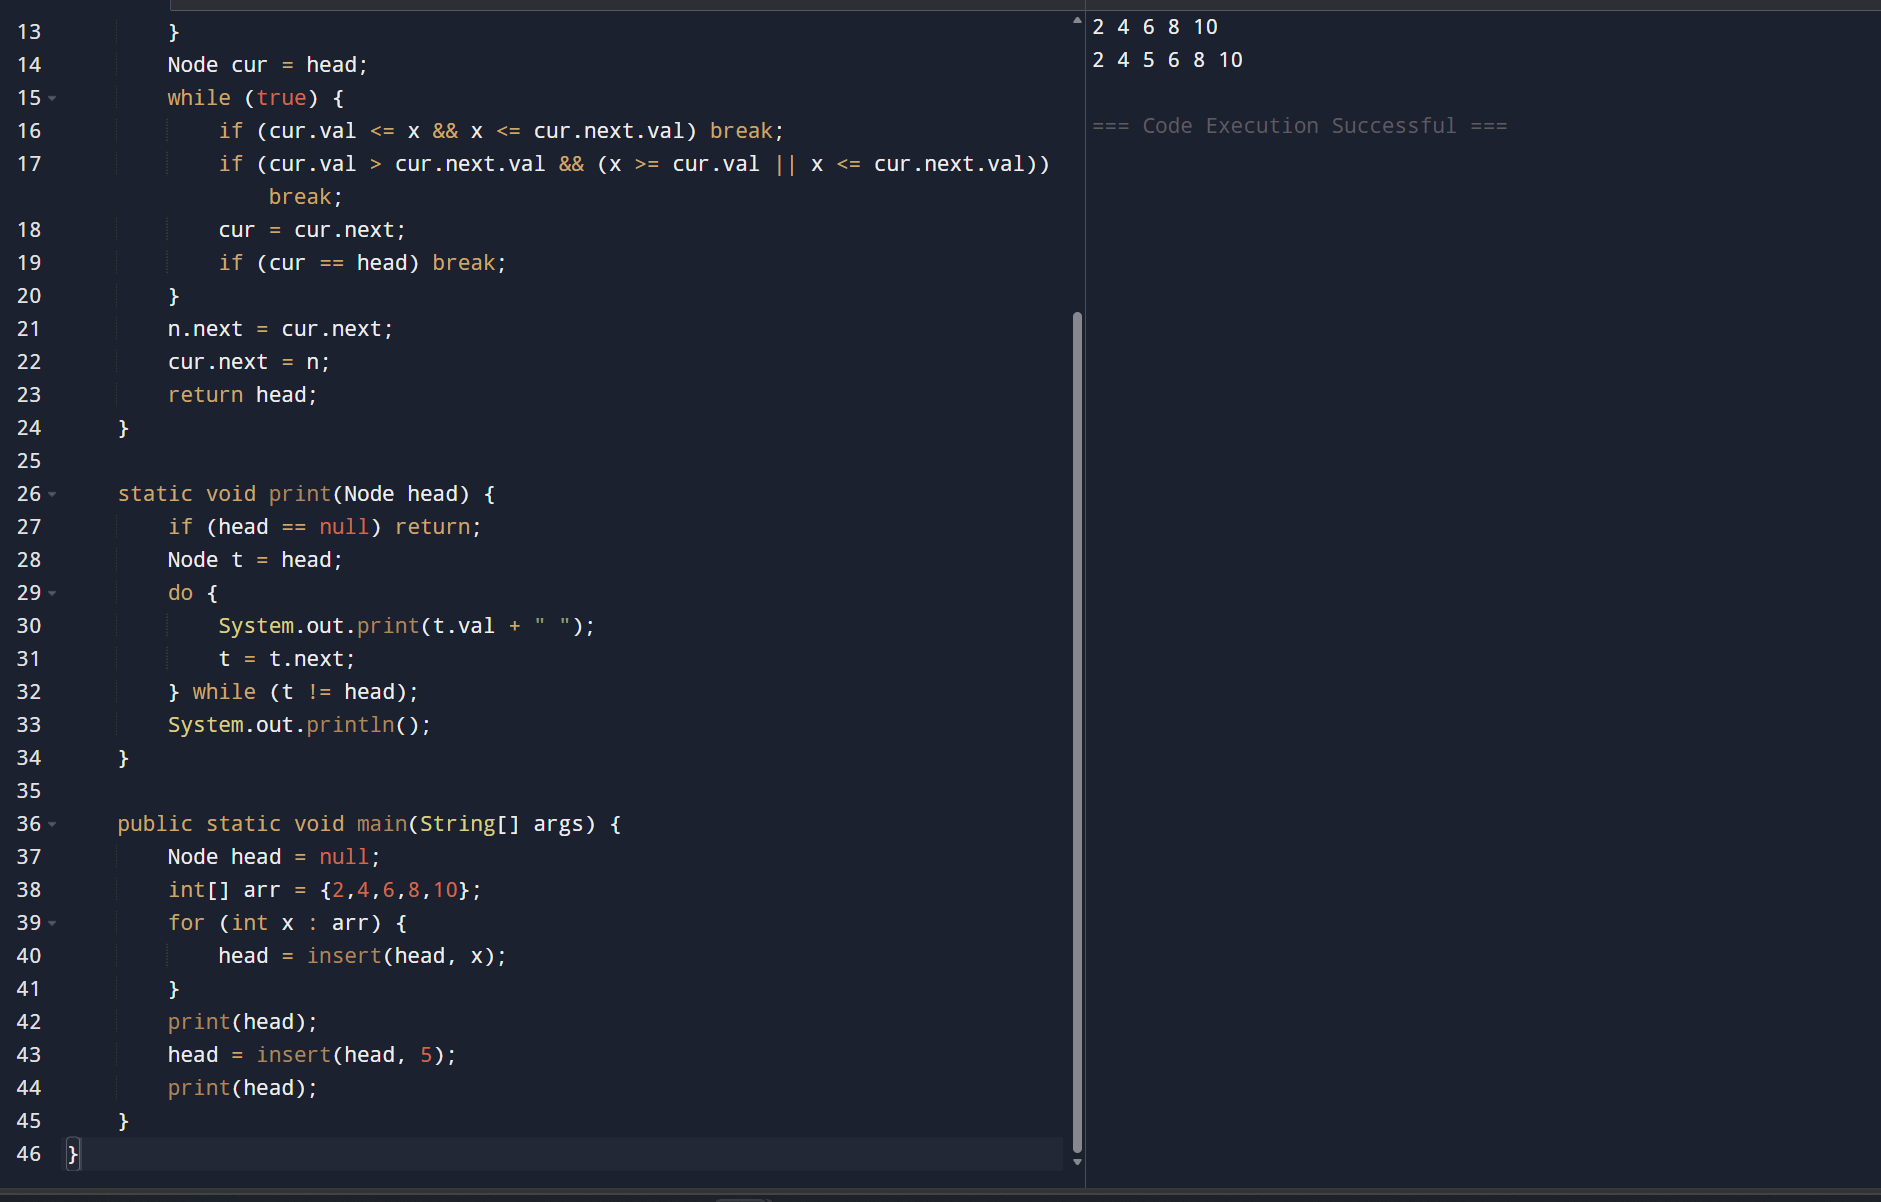 13 }
14 Node cur = head;
15 while (true) {
16 if (cur.val <= x && x <= cur.next.val) break;
17 if (cur.val > cur.next.val && (x >= cur.val || x <= cur.next.val))
break;
18 cur = cur.next;
19 if (cur == head) break;
20 }
21 n.next = cur.next;
22 cur.next = n;
23 return head;
24 }
25
26 static void print(Node head) {
27 if (head == null) return;
28 Node t = head;
29 do {
30 System.out.print(t.val + " ");
31 t = t.next;
32 } while (t != head);
33 System.out.println();
34 }
35
36 public static void main(String[] args) {
37 Node head = null;
38 int[] arr = {2,4,6,8,10};
39 for (int x : arr) {
40 head = insert(head, x);
41 }
42 print(head);
43 head = insert(head, 5);
44 print(head);
45 }
46 }
2 4 6 8 10
2 4 5 6 8 10
=== Code Execution Successful ===